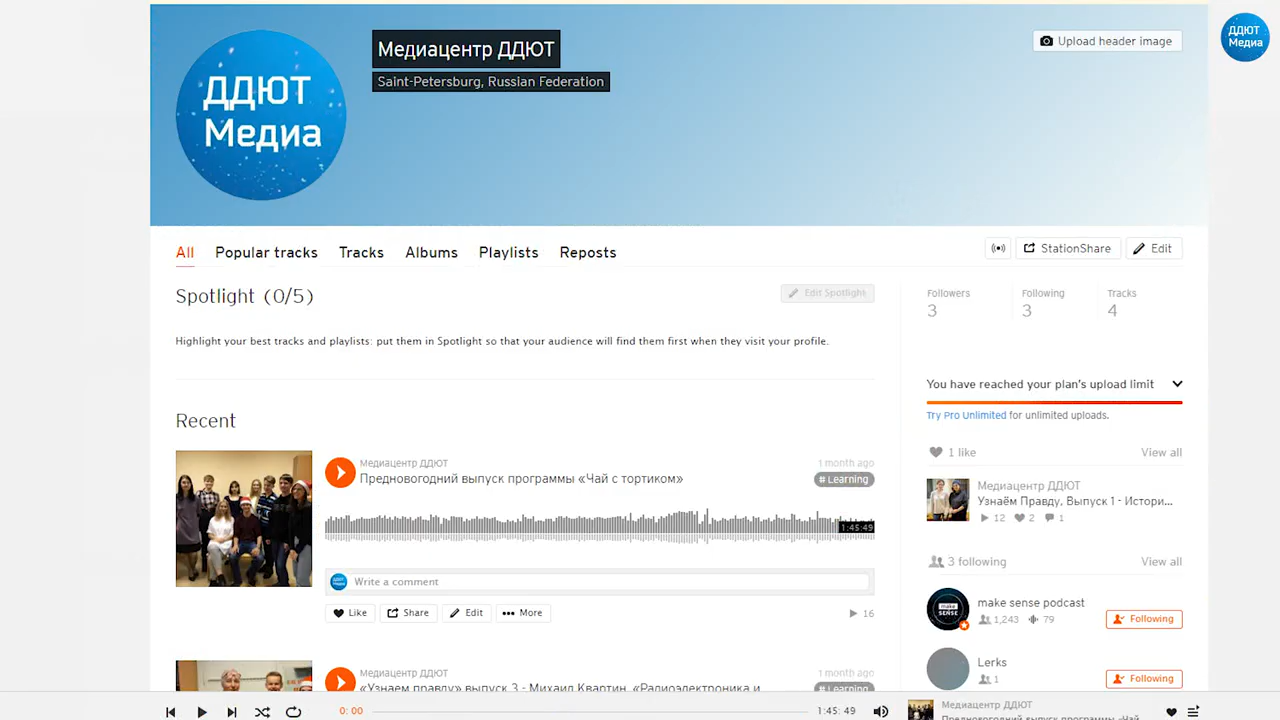 ДДЮТ
Медиа
Медиацентр ДДЮТ
Saint-Petersburg, Russian Federation
Upload header image
ДДЮТ
Медиа
All Popular tracks Tracks Albums Playlists Reposts
StationShare Edit
Spotlight (0/5)
Edit Spotlight
Highlight your best tracks and playlists: put them in Spotlight so that your audience will find them first when they visit your profile.
Followers Following Tracks
3 3 4
You have reached your plan's upload limit
Try Pro Unlimited for unlimited uploads.
Recent
Медиацентр ДДЮТ 1 month ago
Предновогодний выпуск программы «Чай с тортиком» # Learning
1:45:49
ДДЮТ
Медиа
Write a comment
Like Share Edit More 16
1 like View all
Медиацентр ДДЮТ
Узнаём Правду, Выпуск 1 - Истори...
12 2 1
3 following View all
make
SENSE
make sense podcast
1,243 79 Following
Lerks
1 Following
Медиацентр ДДЮТ 1 month ago
«Узнаем правду» выпуск 3 - Михаил Квартин, «Радиоэлектроника и # Learning
0: 00 1:45: 49
Медиацентр ДДЮТ
Предновогодний выпуск программы «Чай